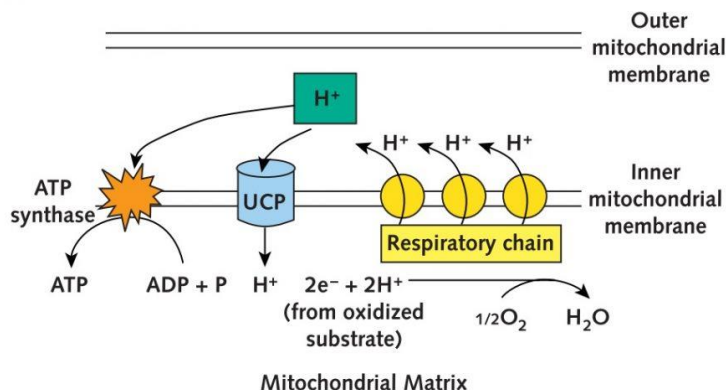 Outer
mitochondrial
membrane
H⁺
H⁺
H⁺
H⁺
ATP
synthase
UCP
Inner
mitochondrial
membrane
Respiratory chain
ATP
ADP + P
H⁺
2e⁻ + 2H⁺
(from oxidized
substrate)
1/2O₂
H₂O
Mitochondrial Matrix